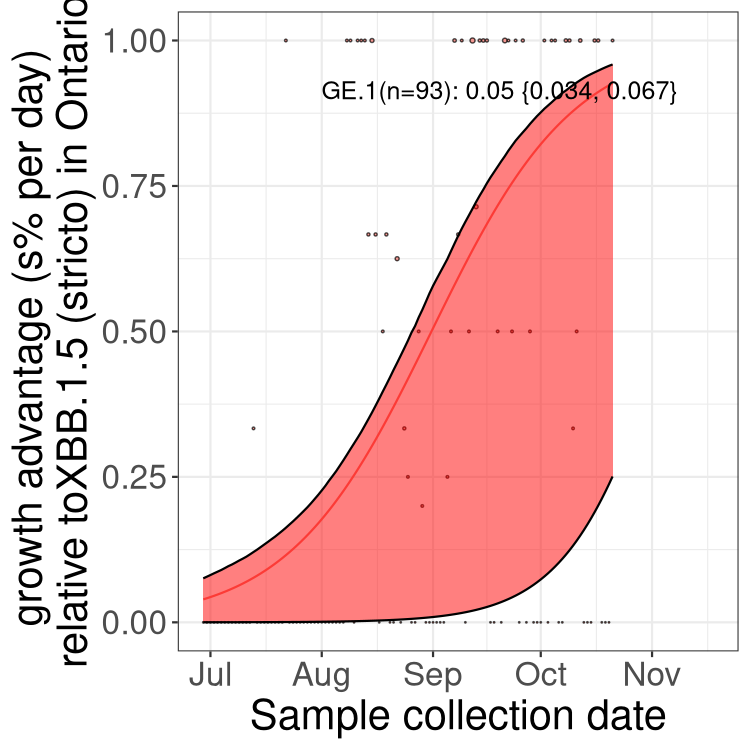 growth advantage (s% per day)
relative toXBB.1.5 (stricto) in Ontario
1.00
0.75
0.50
0.25
0.00
GE.1(n=93): 0.05 {0.034, 0.067}
Jul Aug Sep Oct Nov
Sample collection date